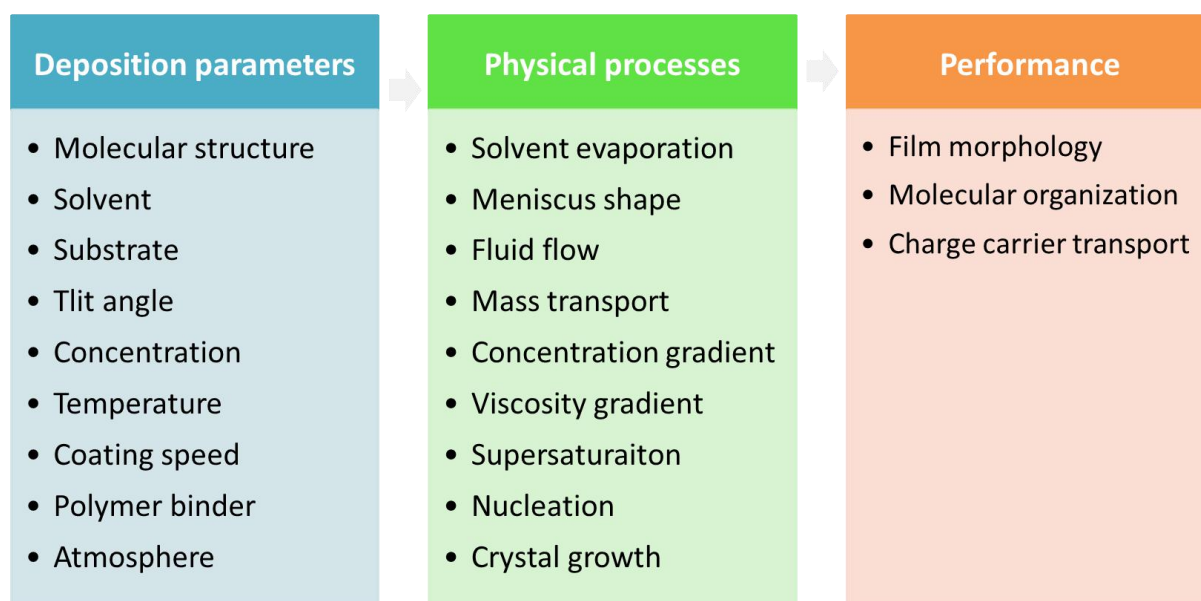 Deposition parameters
• Molecular structure
• Solvent
• Substrate
• Tlit angle
• Concentration
• Temperature
• Coating speed
• Polymer binder
• Atmosphere
Physical processes
• Solvent evaporation
• Meniscus shape
• Fluid flow
• Mass transport
• Concentration gradient
• Viscosity gradient
• Supersaturaiton
• Nucleation
• Crystal growth
Performance
• Film morphology
• Molecular organization
• Charge carrier transport